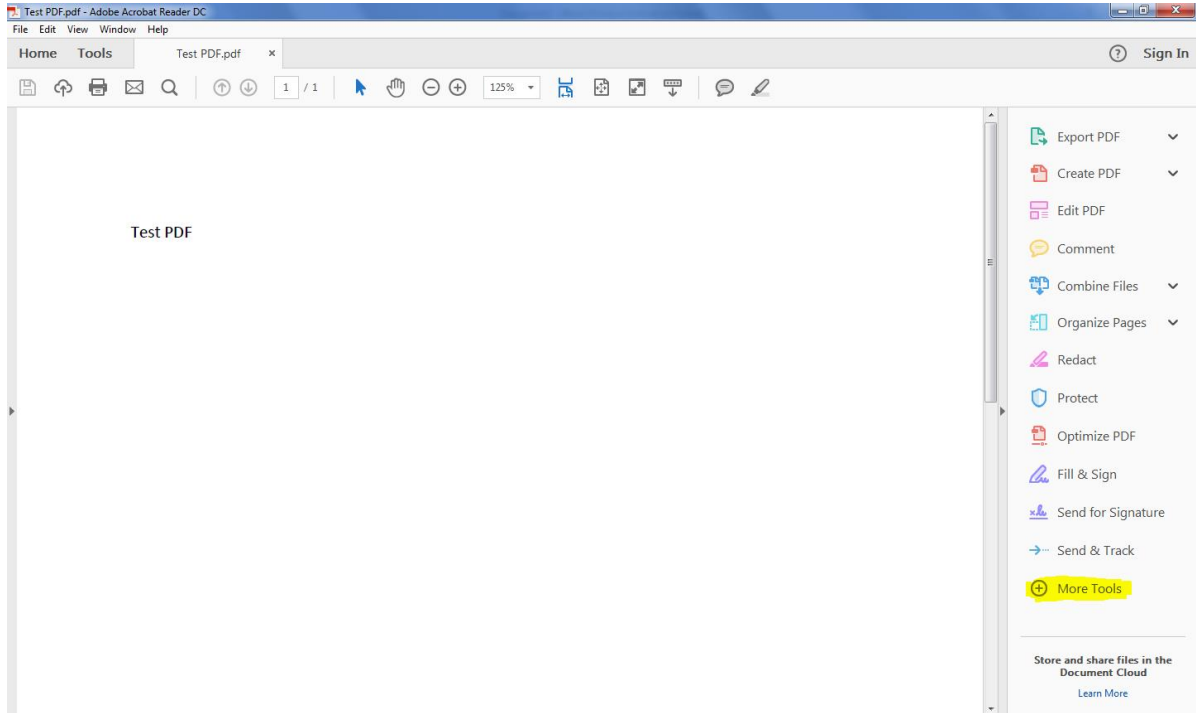 Test PDF.pdf - Adobe Acrobat Reader DC
File Edit View Window Help
Home Tools Test PDF.pdf × ? Sign In
1 / 1 125%
Test PDF
Export PDF
Create PDF
Edit PDF
Comment
Combine Files
Organize Pages
Redact
Protect
Optimize PDF
Fill & Sign
Send for Signature
Send & Track
More Tools
Store and share files in the
Document Cloud
Learn More